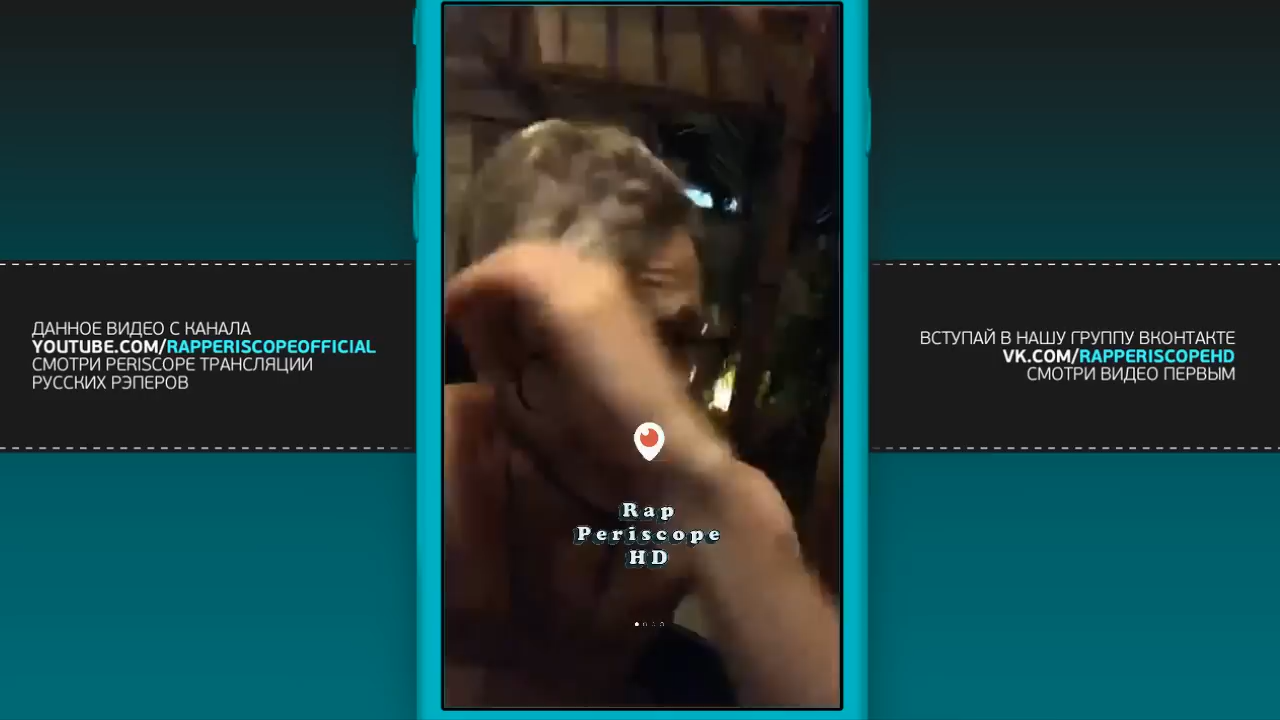 ДАННОЕ ВИДЕО С КАНАЛА
YOUTUBE.COM/RAPPERISCOPEOFFICIAL
СМОТРИ PERISCOPE ТРАНСЛЯЦИИ
РУССКИХ РЭПЕРОВ
Rap
Periscope
HD
ВСТУПАЙ В НАШУ ГРУППУ ВКОНТАКТЕ
VK.COM/RAPPERISCOPEHD
СМОТРИ ВИДЕО ПЕРВЫМ